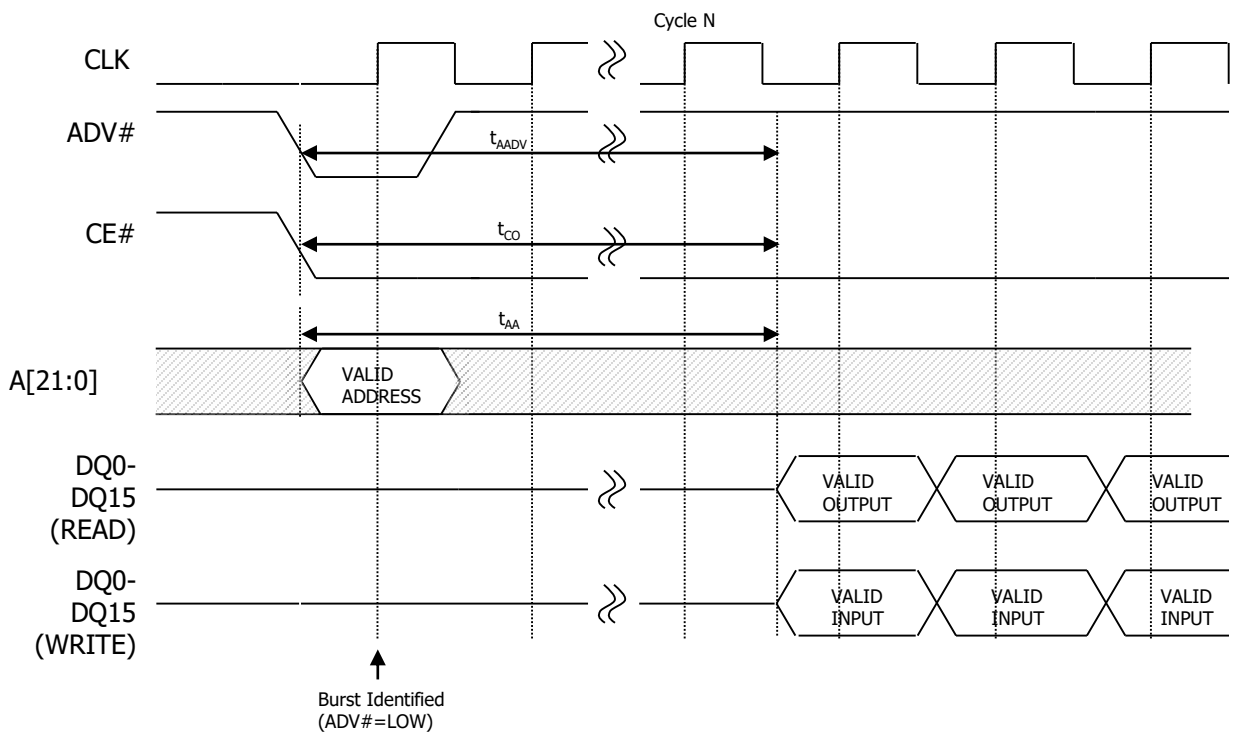 Cycle N
CLK
ADV#
tAADV
CE#
tCO
tAA
A[21:0]
VALID
ADDRESS
DQ0-
DQ15
(READ)
VALID
OUTPUT
VALID
OUTPUT
VALID
OUTPUT
DQ0-
DQ15
(WRITE)
VALID
INPUT
VALID
INPUT
VALID
INPUT
Burst Identified
(ADV#=LOW)